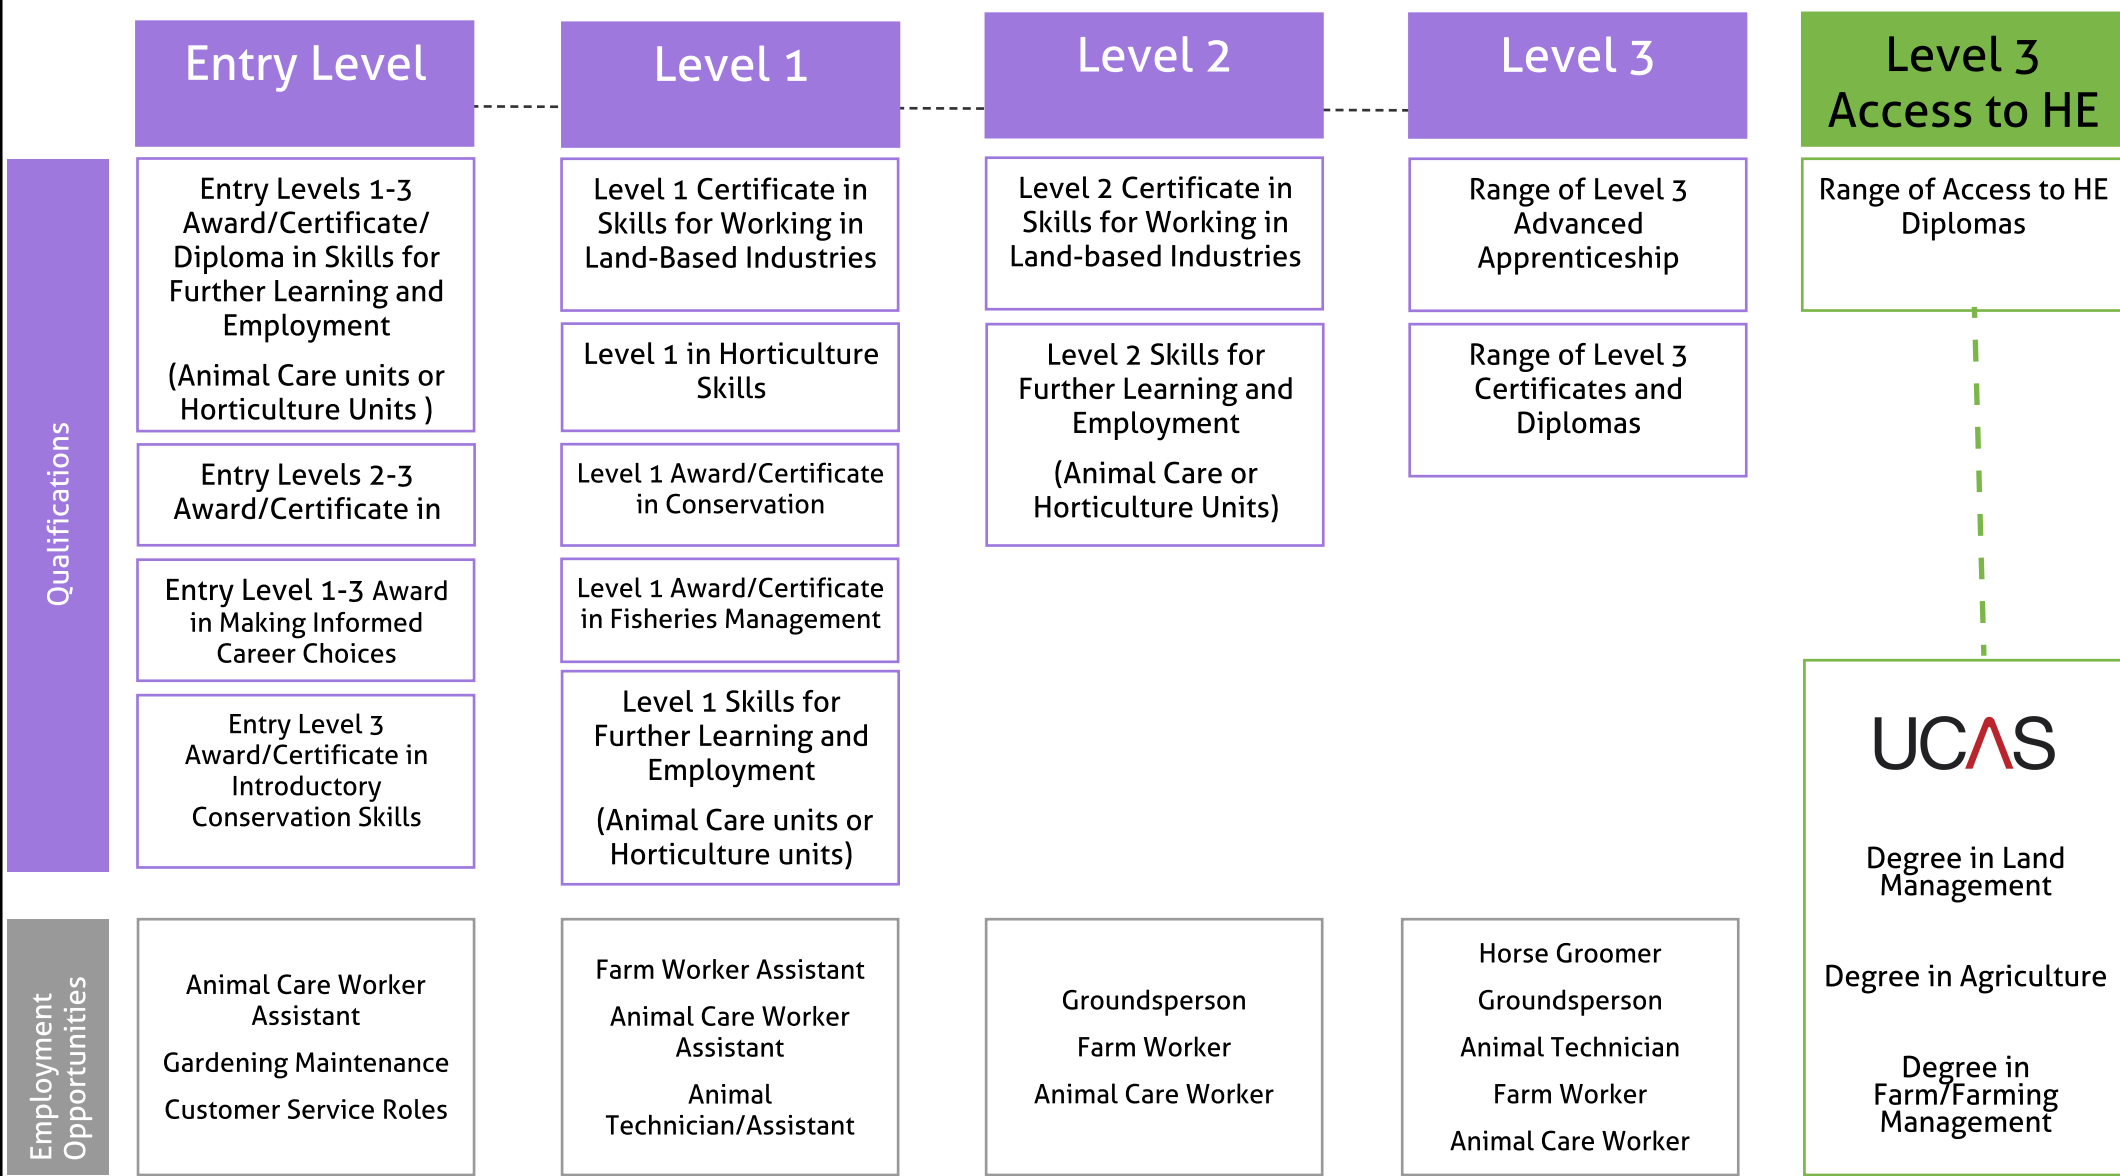 Entry Level
Level 1
Level 2
Level 3
Level 3
Access to HE
Qualifications
Entry Levels 1-3
Award/Certificate/
Diploma in Skills for
Further Learning and
Employment
(Animal Care units or
Horticulture Units )
Entry Levels 2-3
Award/Certificate in
Entry Level 1-3 Award
in Making Informed
Career Choices
Entry Level 3
Award/Certificate in
Introductory
Conservation Skills
Level 1 Certificate in
Skills for Working in
Land-Based Industries
Level 1 in Horticulture
Skills
Level 1 Award/Certificate
in Conservation
Level 1 Award/Certificate
in Fisheries Management
Level 1 Skills for
Further Learning and
Employment
(Animal Care units or
Horticulture units)
Level 2 Certificate in
Skills for Working in
Land-based Industries
Level 2 Skills for
Further Learning and
Employment
(Animal Care or
Horticulture Units)
Range of Level 3
Advanced
Apprenticeship
Range of Level 3
Certificates and
Diplomas
Range of Access to HE
Diplomas
UCAS
Degree in Land
Management
Degree in Agriculture
Degree in
Farm/Farming
Management
Employment
Opportunities
Animal Care Worker
Assistant
Gardening Maintenance
Customer Service Roles
Farm Worker Assistant
Animal Care Worker
Assistant
Animal
Technician/Assistant
Groundsperson
Farm Worker
Animal Care Worker
Horse Groomer
Groundsperson
Animal Technician
Farm Worker
Animal Care Worker